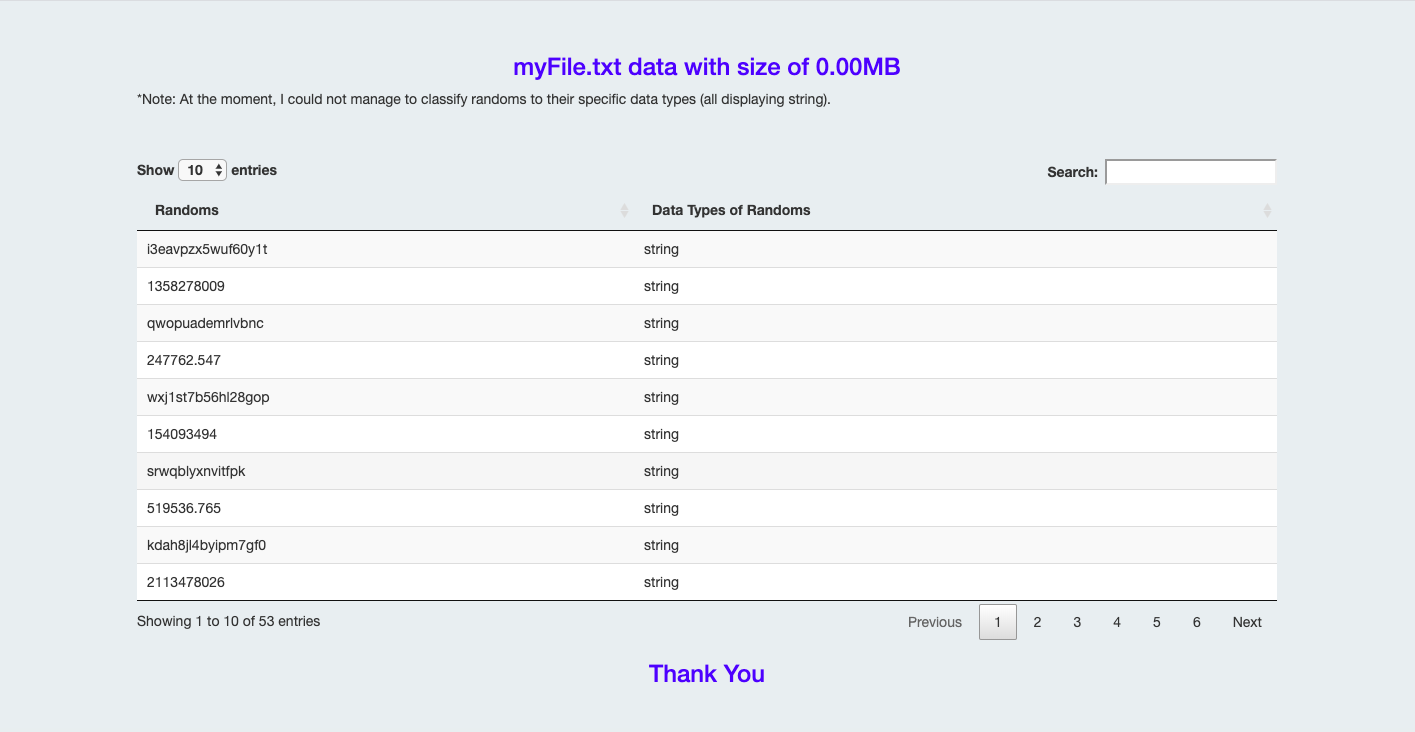 myFile.txt data with size of 0.00MB
*Note: At the moment, I could not manage to classify randoms to their specific data types (all displaying string).
Show 10 entries Search:
Randoms Data Types of Randoms
i3eavpzx5wuf60y1t string
1358278009 string
qwopuademrlvbnc string
247762.547 string
wxj1st7b56hl28gop string
154093494 string
srwqblyxnvitfpk string
519536.765 string
kdah8jl4byipm7gf0 string
2113478026 string
Showing 1 to 10 of 53 entries Previous 1 2 3 4 5 6 Next
Thank You